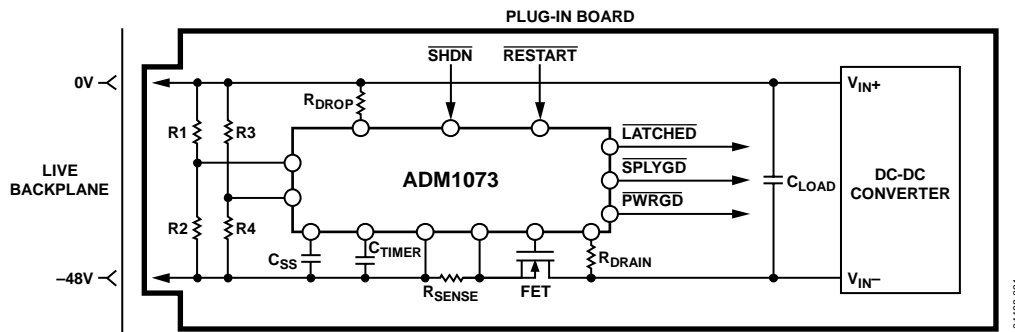 PLUG-IN BOARD
SHDN
RESTART
0V
RDROP
VIN+
R1
R3
LATCHED
LIVE
BACKPLANE
ADM1073
SPLYGD
CLOAD
DC-DC
CONVERTER
PWRGD
R2
R4
CSS
CTIMER
RDRAIN
–48V
RSENSE
FET
VIN–